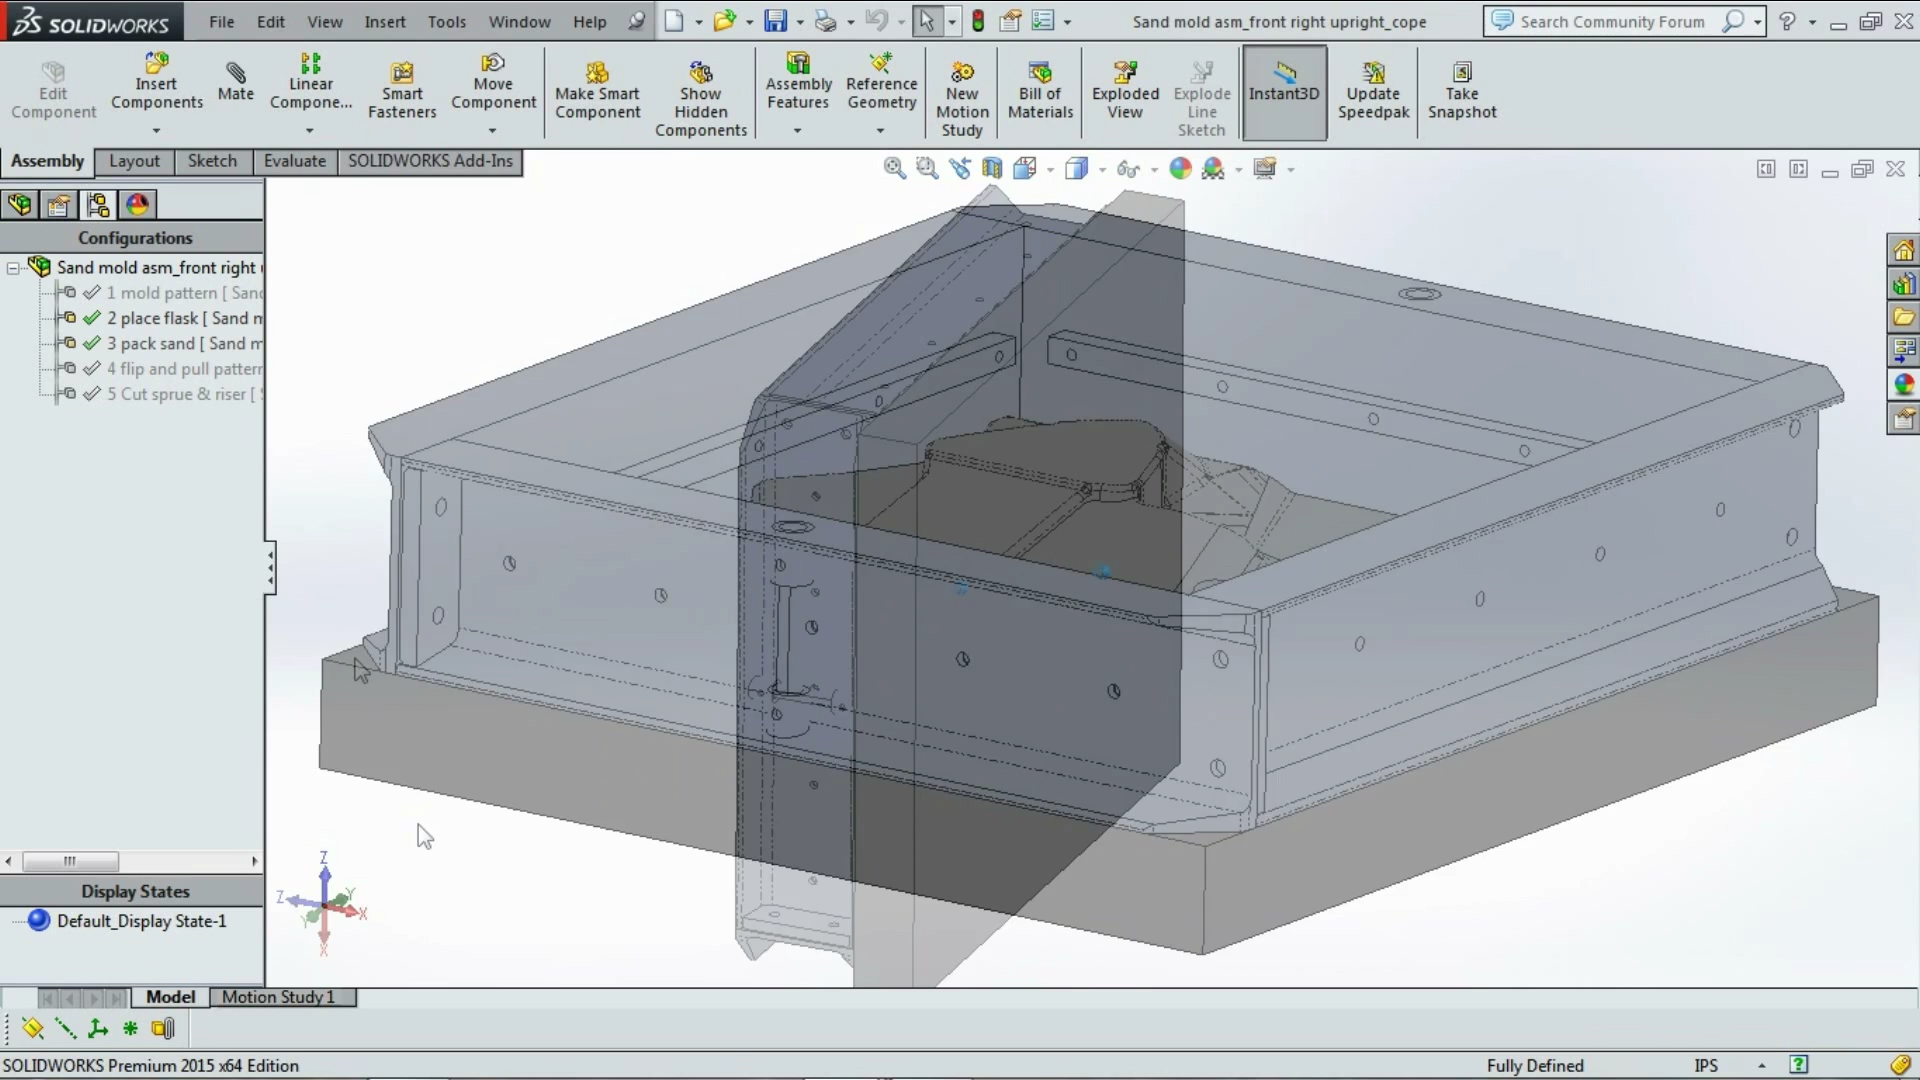 SOLIDWORKS
File Edit View Insert Tools Window Help
Sand mold asm_front right upright_cope
Search Community Forum
Edit Component
Insert Components
Mate
Linear Compone...
Smart Fasteners
Move Component
Make Smart Component
Show Hidden Components
Assembly Features
Reference Geometry
New Motion Study
Bill of Materials
Exploded View
Explode Line Sketch
Instant3D
Update Speedpak
Take Snapshot
Assembly Layout Sketch Evaluate SOLIDWORKS Add-Ins
Configurations
Sand mold asm_front right
1 mold pattern [ Sand
2 place flask [ Sand
3 pack sand [ Sand
4 flip and pull pattern
5 Cut sprue & riser [
Display States
Default_Display State-1
Z
Z
Y
Y
X
X
Model Motion Study 1
SOLIDWORKS Premium 2015 x64 Edition
Fully Defined
IPS